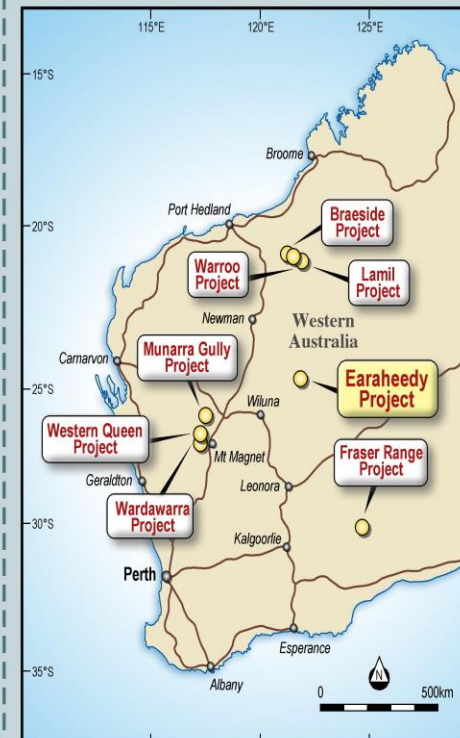 115°E
120°E
125°E
15°S
Broome
Port Hedland
20°S
Braeside
Project
Warroo
Project
Lamil
Project
Newman
Western
Australia
Munarra Gully
Project
Carnarvon
25°S
Earaheedy
Project
Wiluna
Western Queen
Project
Mt Magnet
Fraser Range
Project
Geraldton
Leonora
Wardawarra
Project
30°S
Kalgoorlie
Perth
Esperance
35°S
Albany
N
0
500km